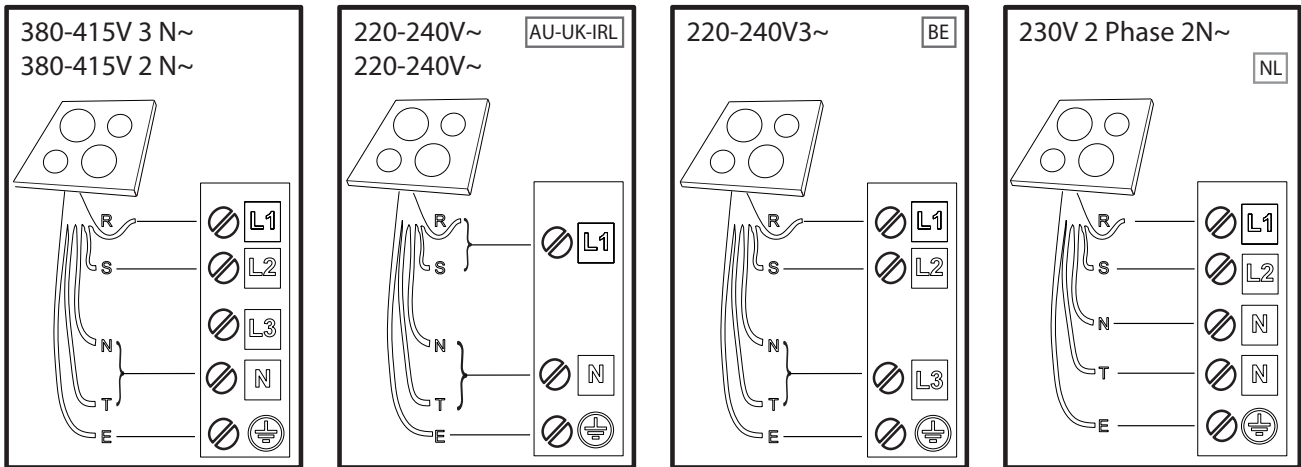 380-415V 3 N~
380-415V 2 N~
R L1
S L2
L3
N
N
T
E
220-240V~ AU-UK-IRL
220-240V~
R
L1
S
N
N
T
E
220-240V3~ BE
R L1
S L2
N
L3
T
E
230V 2 Phase 2N~
NL
R L1
S L2
N N
T N
E